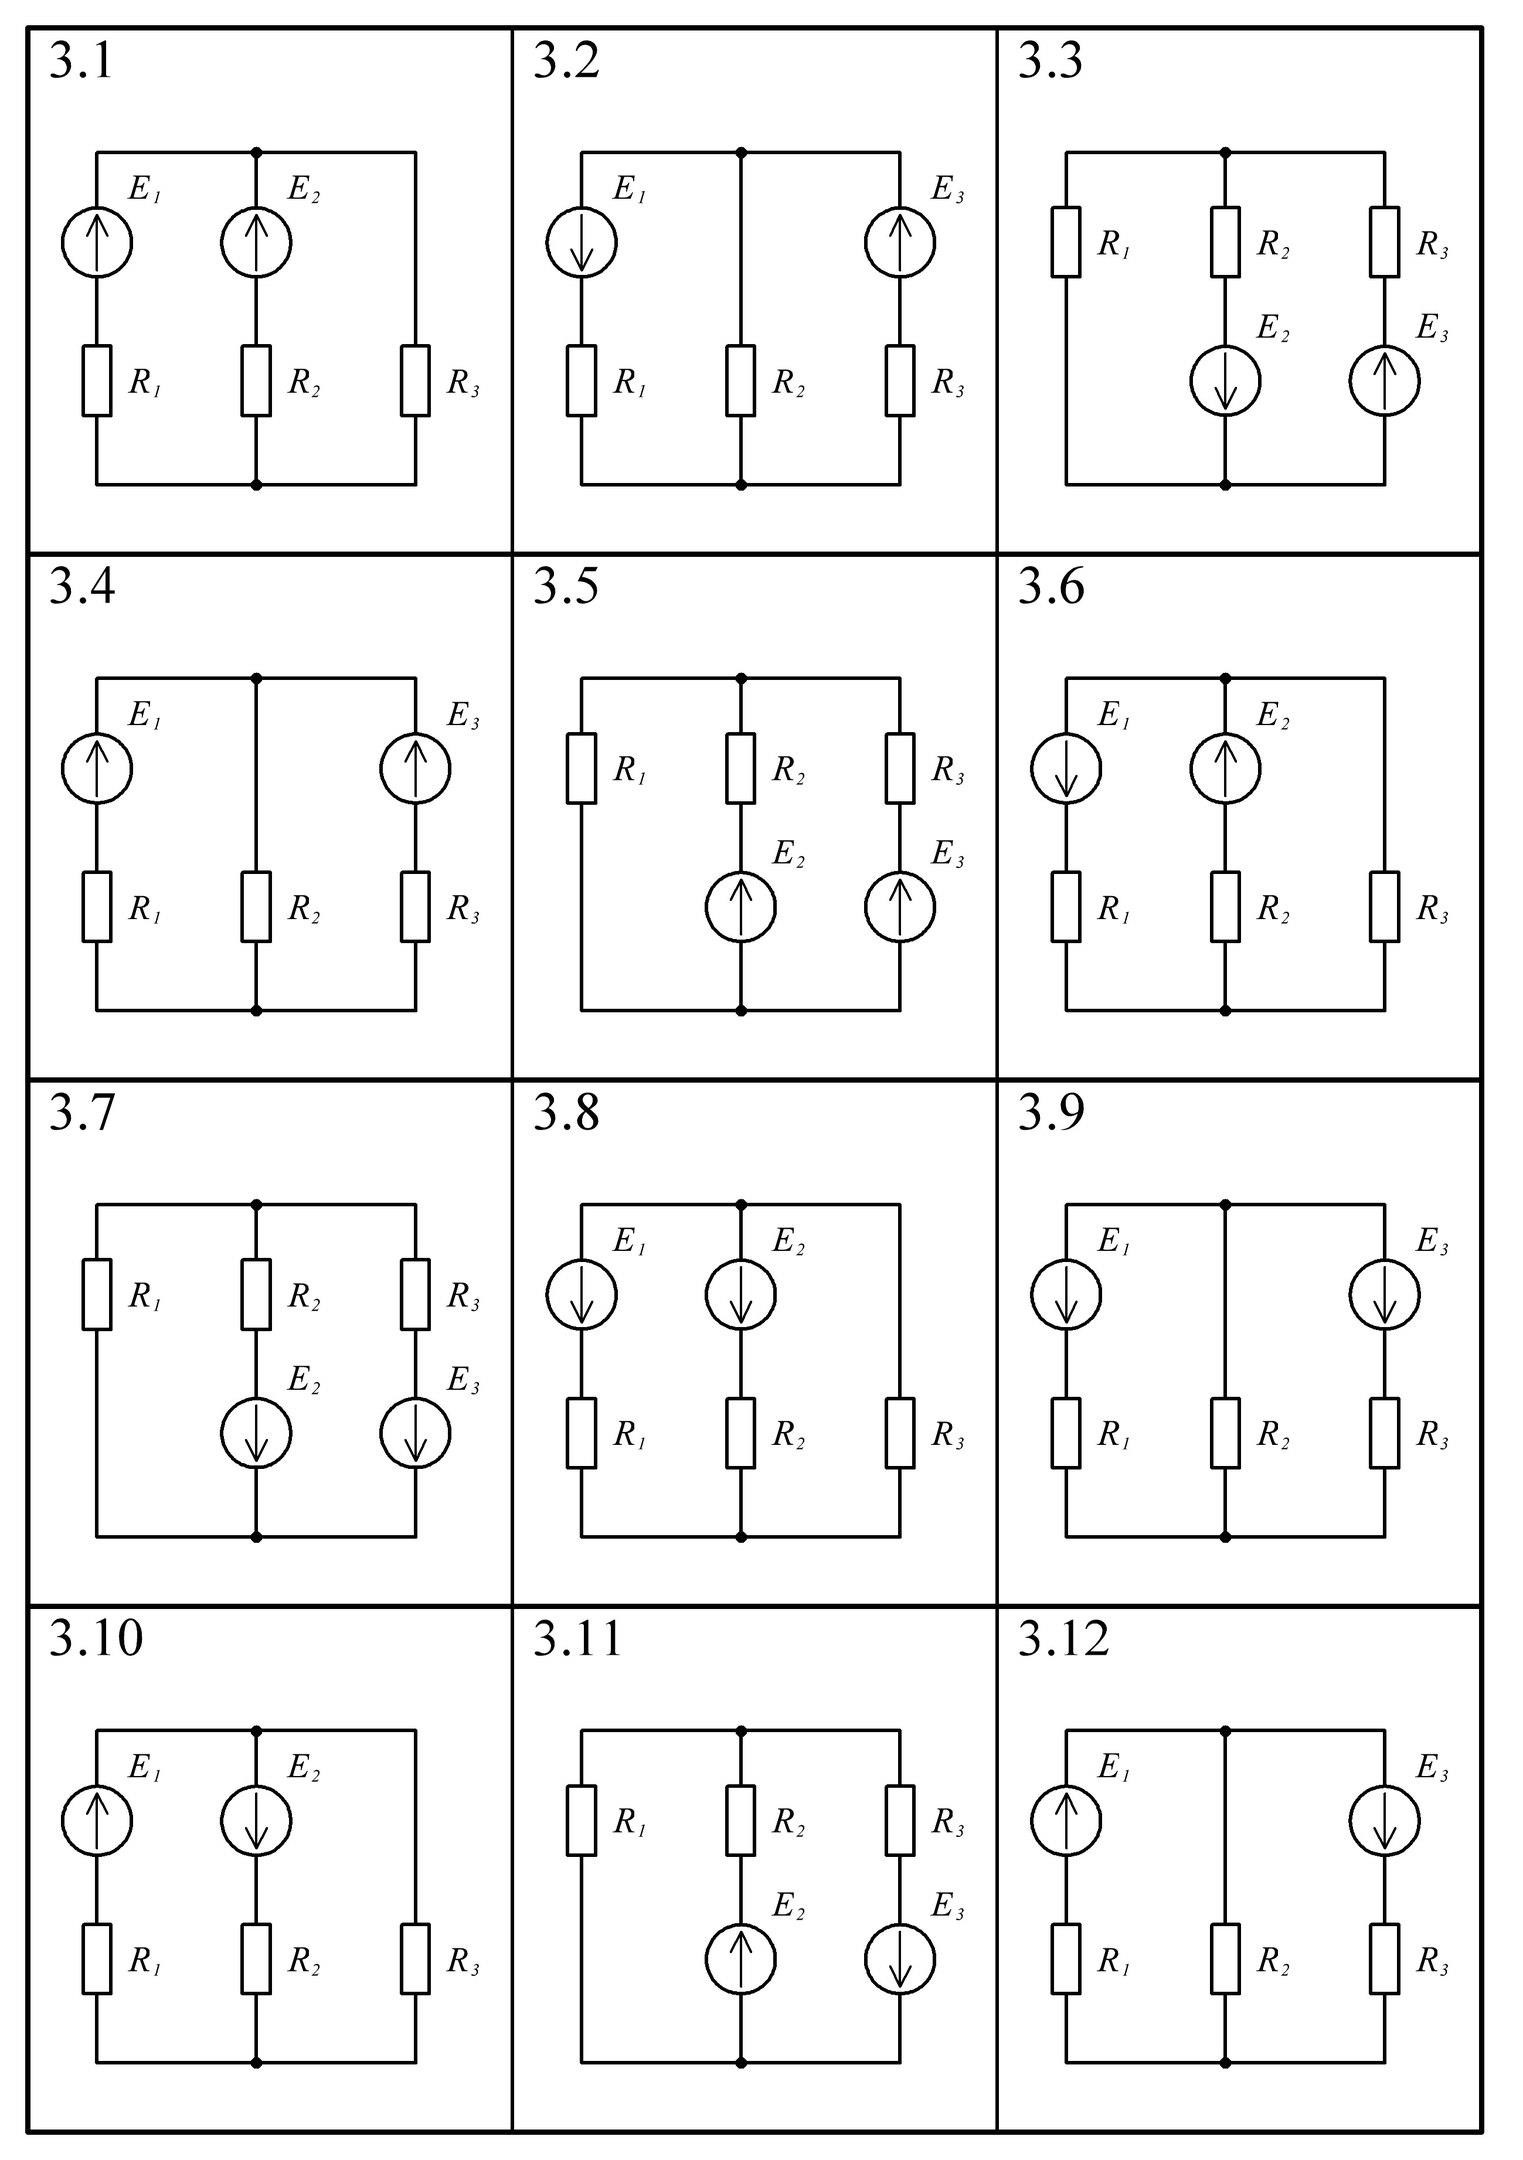 3.1
E₁ E₂
R₁ R₂ R₃
3.2
E₁ E₃
R₁ R₂ R₃
3.3
R₁ R₂ R₃
E₂ E₃
3.4
E₁ E₃
R₁ R₂ R₃
3.5
R₁ R₂ R₃
E₂ E₃
3.6
E₁ E₂
R₁ R₂ R₃
3.7
R₁ R₂ R₃
E₂ E₃
3.8
E₁ E₂
R₁ R₂ R₃
3.9
E₁ E₃
R₁ R₂ R₃
3.10
E₁ E₂
R₁ R₂ R₃
3.11
R₁ R₂ R₃
E₂ E₃
3.12
E₁ E₃
R₁ R₂ R₃